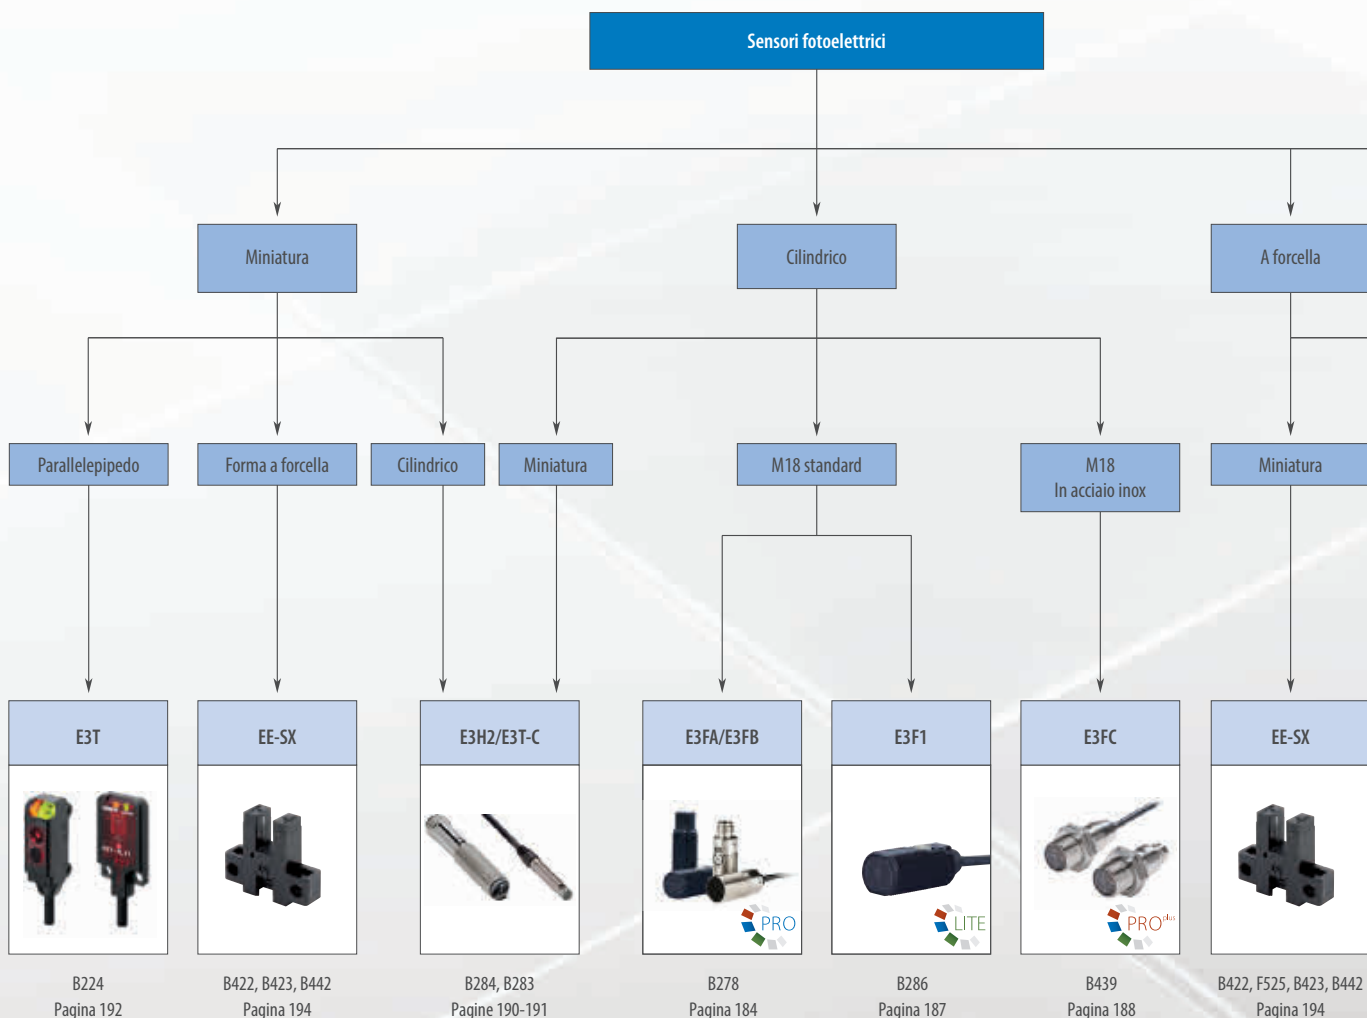 Sensori fotoelettrici
Miniatura
Cilindrico
A forcella
Parallelepipedo
Forma a forcella
Cilindrico
Miniatura
M18 standard
M18
In acciaio inox
Miniatura
E3T
EE-SX
E3H2/E3T-C
E3FA/E3FB
E3F1
E3FC
EE-SX
PRO
LITE
PROplus
B224
Pagina 192
B422, B423, B442
Pagina 194
B284, B283
Pagine 190-191
B278
Pagina 184
B286
Pagina 187
B439
Pagina 188
B422, F525, B423, B442
Pagina 194